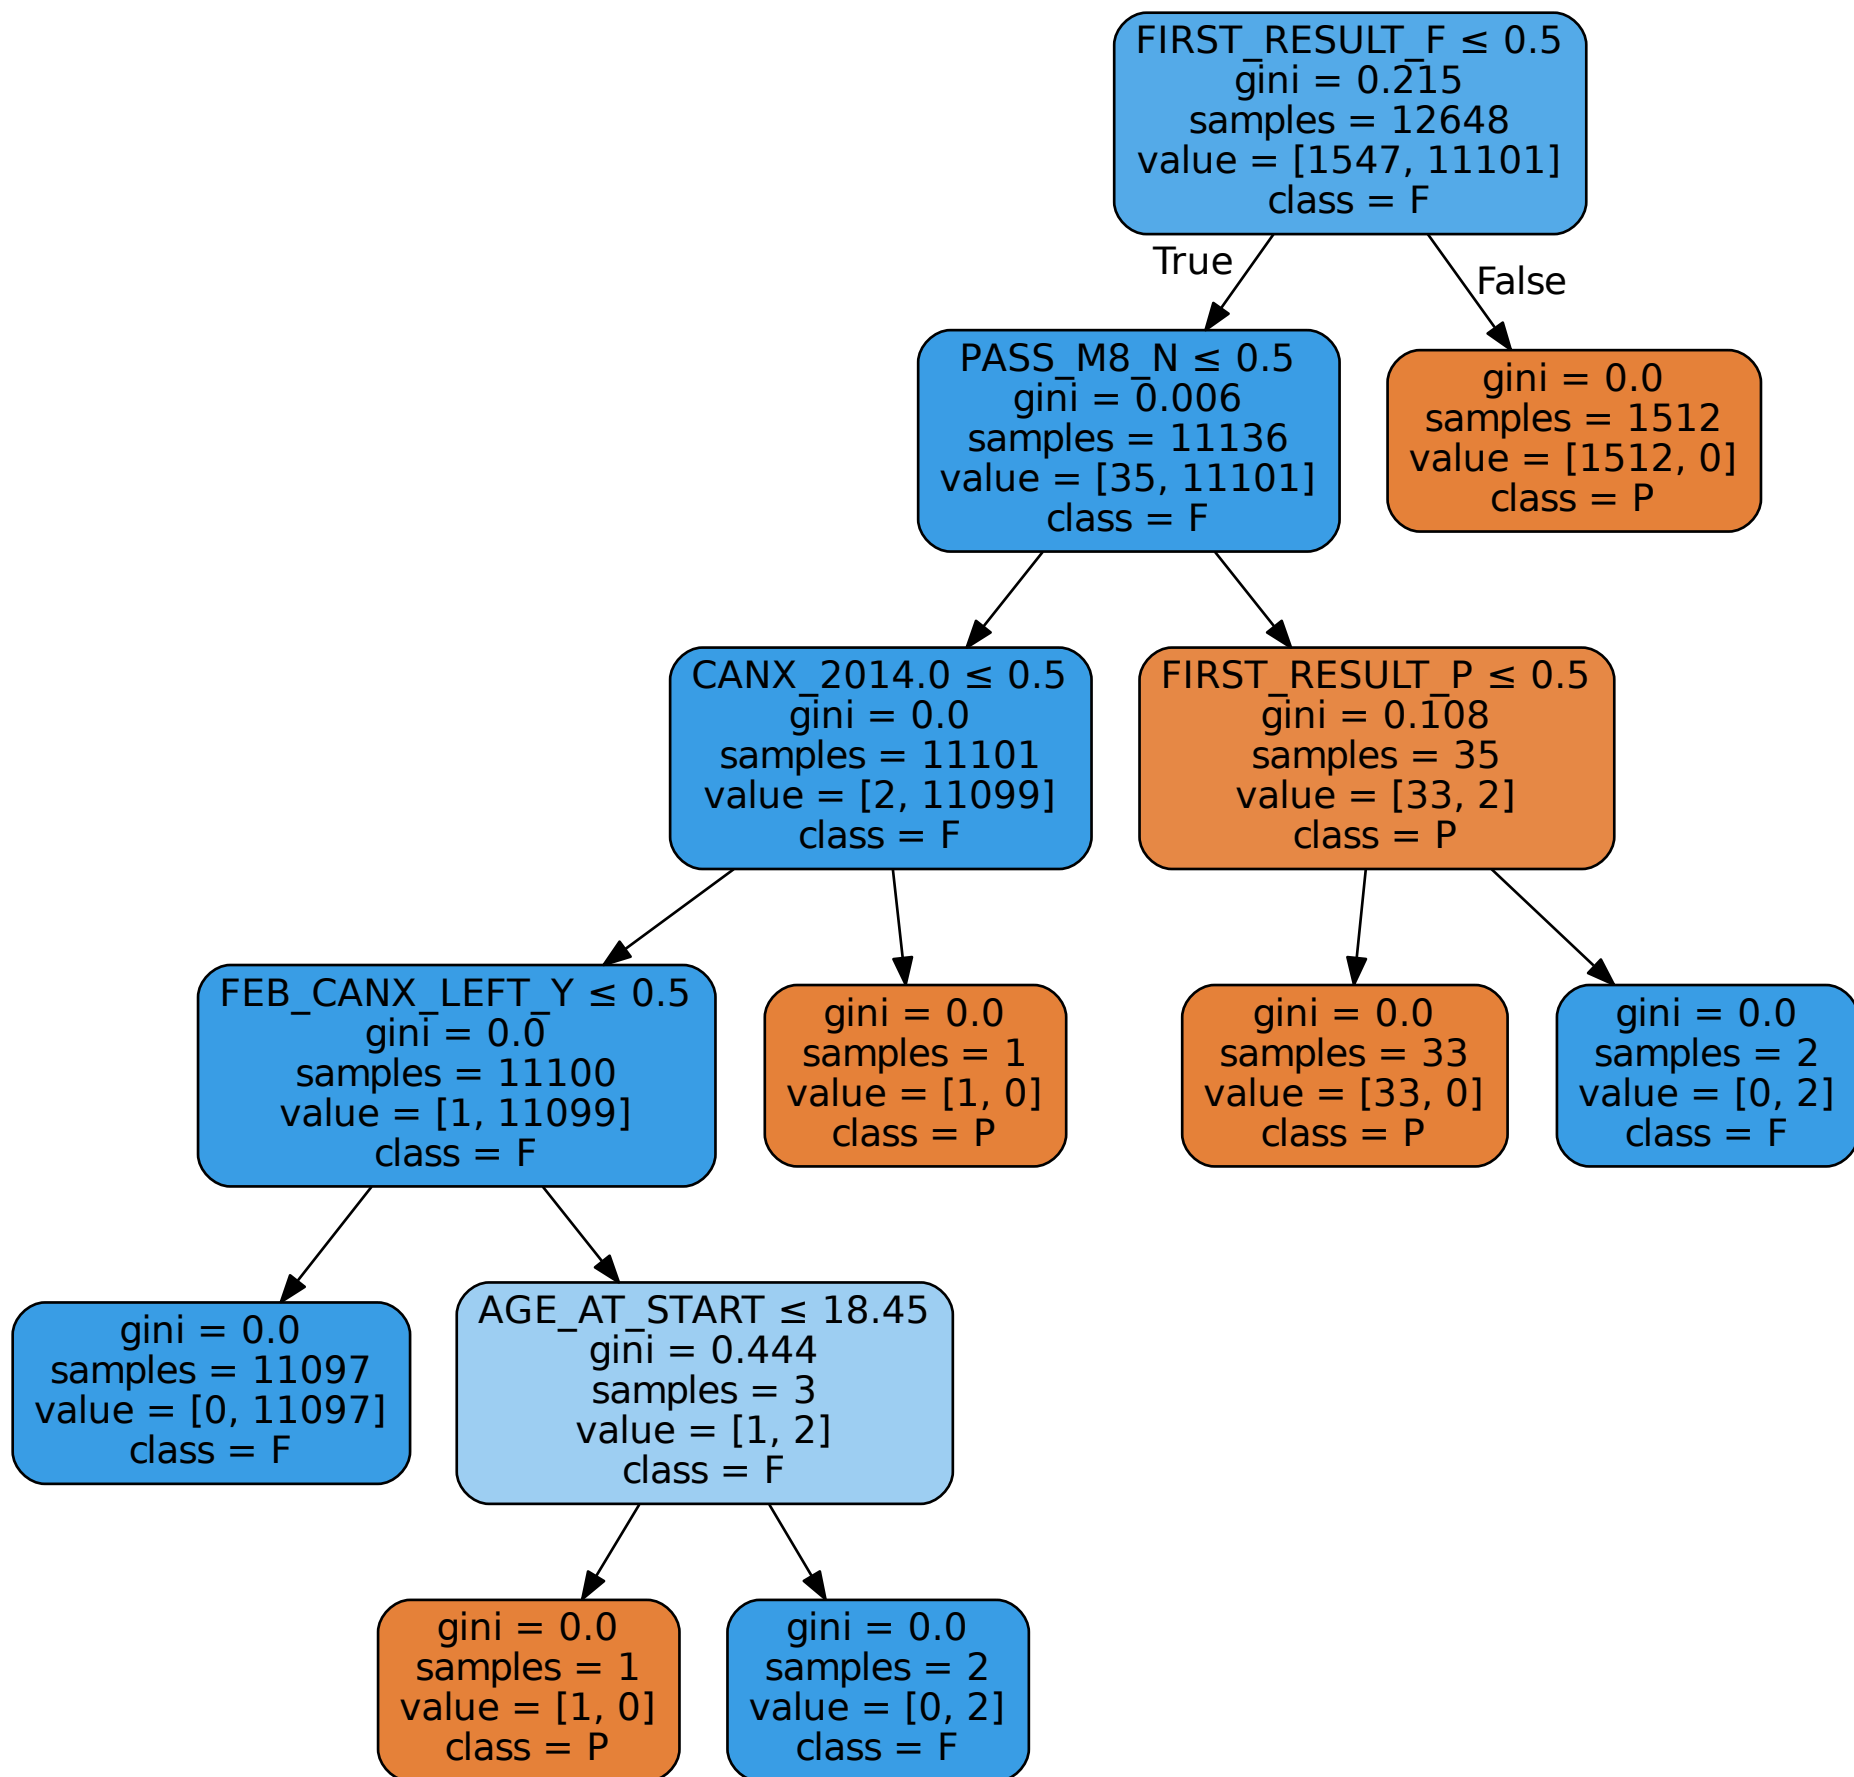 FIRST_RESULT_F ≤ 0.5
gini = 0.215
samples = 12648
value = [1547, 11101]
class = F
True
False
PASS_M8_N ≤ 0.5
gini = 0.006
samples = 11136
value = [35, 11101]
class = F
gini = 0.0
samples = 1512
value = [1512, 0]
class = P
CANX_2014.0 ≤ 0.5
gini = 0.0
samples = 11101
value = [2, 11099]
class = F
FIRST_RESULT_P ≤ 0.5
gini = 0.108
samples = 35
value = [33, 2]
class = P
FEB_CANX_LEFT_Y ≤ 0.5
gini = 0.0
samples = 11100
value = [1, 11099]
class = F
gini = 0.0
samples = 1
value = [1, 0]
class = P
gini = 0.0
samples = 33
value = [33, 0]
class = P
gini = 0.0
samples = 2
value = [0, 2]
class = F
gini = 0.0
samples = 11097
value = [0, 11097]
class = F
AGE_AT_START ≤ 18.45
gini = 0.444
samples = 3
value = [1, 2]
class = F
gini = 0.0
samples = 1
value = [1, 0]
class = P
gini = 0.0
samples = 2
value = [0, 2]
class = F